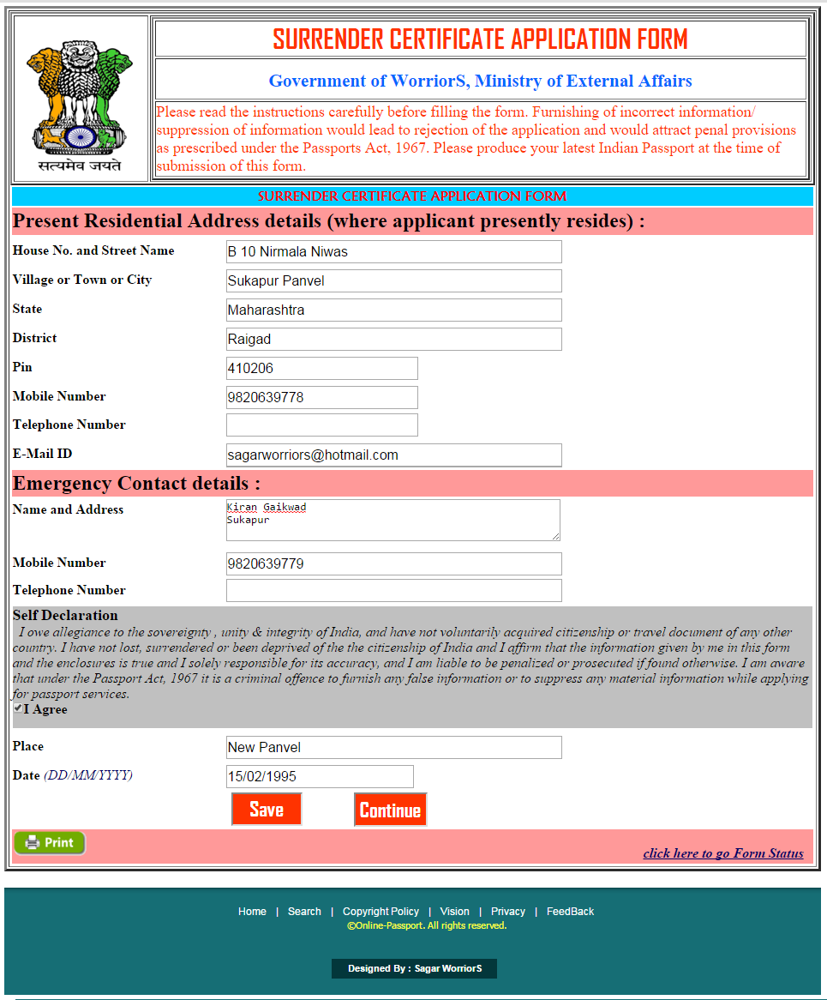 SURRENDER CERTIFICATE APPLICATION FORM
Government of WorriorS, Ministry of External Affairs
Please read the instructions carefully before filling the form. Furnishing of incorrect information/
suppression of information would lead to rejection of the application and would attract penal provisions
as prescribed under the Passports Act, 1967. Please produce your latest Indian Passport at the time of
submission of this form.
सत्यमेव जयते
SURRENDER CERTIFICATE APPLICATION FORM
Present Residential Address details (where applicant presently resides) :
House No. and Street Name B 10 Nirmala Niwas
Village or Town or City Sukapur Panvel
State Maharashtra
District Raigad
Pin 410206
Mobile Number 9820639778
Telephone Number
E-Mail ID sagarworriors@hotmail.com
Emergency Contact details :
Name and Address Kiran Gaikwad
Sukapur
Mobile Number 9820639779
Telephone Number
Self Declaration
I owe allegiance to the sovereignty , unity & integrity of India, and have not voluntarily acquired citizenship or travel document of any other
country. I have not lost, surrendered or been deprived of the the citizenship of India and I affirm that the information given by me in this form
and the enclosures is true and I solely responsible for its accuracy, and I am liable to be penalized or prosecuted if found otherwise. I am aware
that under the Passport Act, 1967 it is a criminal offence to furnish any false information or to suppress any material information while applying
for passport services.
I Agree
Place New Panvel
Date (DD/MM/YYYY) 15/02/1995
Save Continue
Print
click here to go Form Status
Home | Search | Copyright Policy | Vision | Privacy | FeedBack
©Online-Passport. All rights reserved.
Designed By : Sagar WorriorS